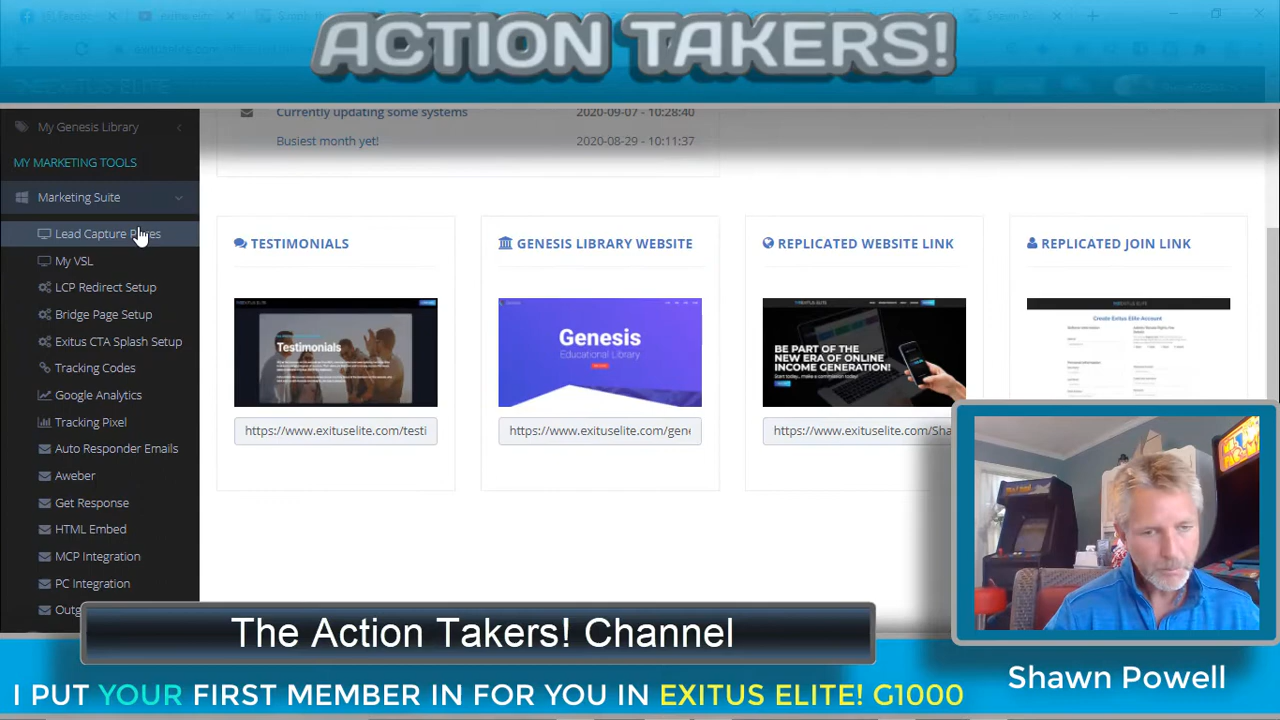 ACTION TAKERS!
My Genesis Library
MY MARKETING TOOLS
Marketing Suite
Lead Capture Pages
My VSL
LCP Redirect Setup
Bridge Page Setup
Exitus CTA Splash Setup
Tracking Codes
Google Analytics
Tracking Pixel
Auto Responder Emails
Aweber
Get Response
HTML Embed
MCP Integration
PC Integration
Currently updating some systems 2020-09-07 - 10:28:40
Busiest month yet! 2020-08-29 - 10:11:37
TESTIMONIALS
Testimonials
https://www.exituselite.com/testi
GENESIS LIBRARY WEBSITE
Genesis
Educational Library
https://www.exituselite.com/gene
REPLICATED WEBSITE LINK
BE PART OF THE
NEW ERA OF ONLINE
INCOME GENERATION!
Start today, make a commission today!
https://www.exituselite.com/Sha
REPLICATED JOIN LINK
Create Exitus Elite Account
The Action Takers! Channel
Shawn Powell
I PUT YOUR FIRST MEMBER IN FOR YOU IN EXITUS ELITE! G1000